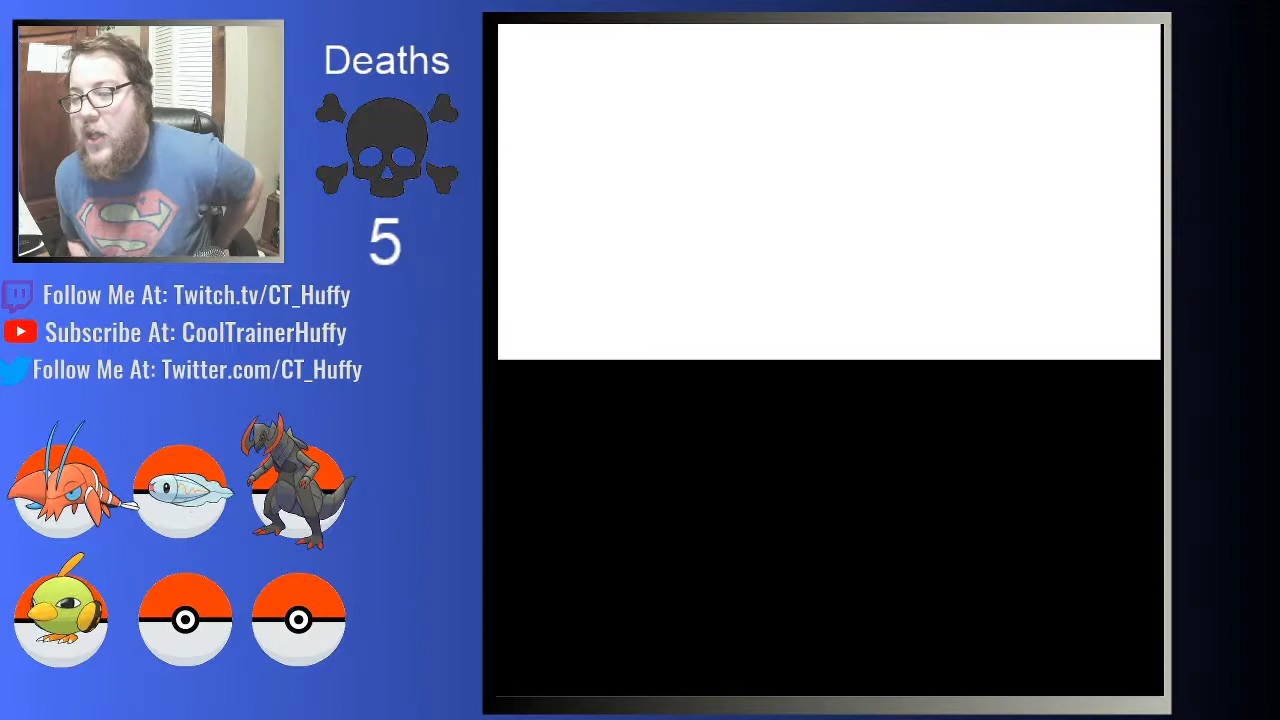 Deaths
5
Follow Me At: Twitch.tv/CT_Huffy
Subscribe At: CoolTrainerHuffy
Follow Me At: Twitter.com/CT_Huffy